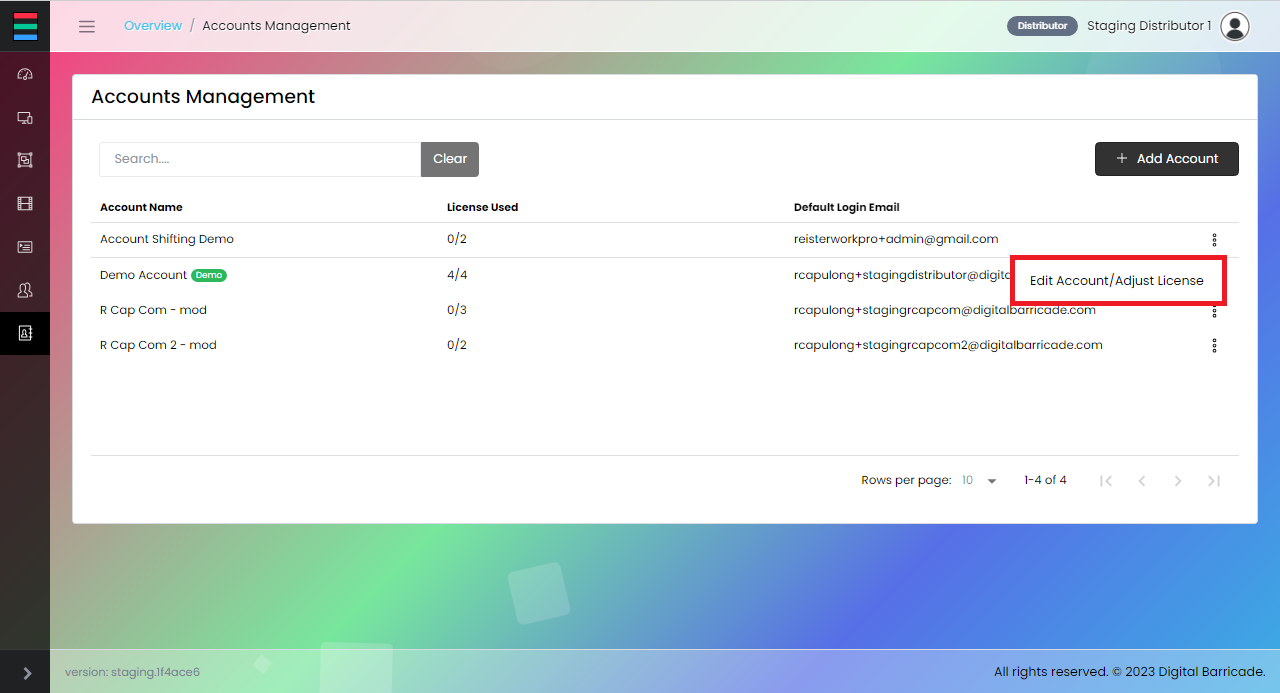 Overview / Accounts Management
Distributor Staging Distributor 1
Accounts Management
Search....
Clear
+ Add Account
Account Name License Used Default Login Email
Account Shifting Demo 0/2 reisterworkpro+admin@gmail.com
Demo Account Demo 4/4 rcapulong+stagingdistributor@digita
Edit Account/Adjust License
R Cap Com - mod 0/3 rcapulong+stagingrcapcom@digitalbarricade.com
R Cap Com 2 - mod 0/2 rcapulong+stagingrcapcom2@digitalbarricade.com
Rows per page: 10 1-4 of 4
version: staging.1f4ace6
All rights reserved. © 2023 Digital Barricade.